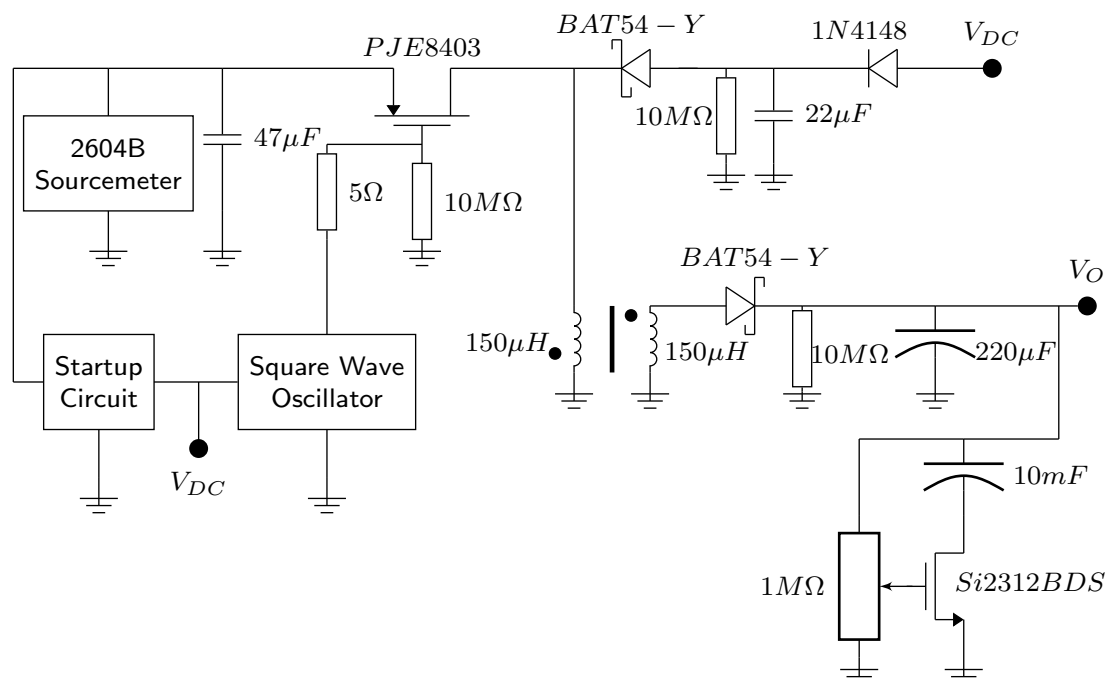 BAT54 − Y
1N4148
V_DC
PJE8403
2604B
Sourcemeter
47μF
5Ω
10MΩ
10MΩ
22μF
BAT54 − Y
V_O
150μH
150μH
10MΩ
220μF
Startup
Circuit
Square Wave
Oscillator
V_DC
10mF
1MΩ
Si2312BDS